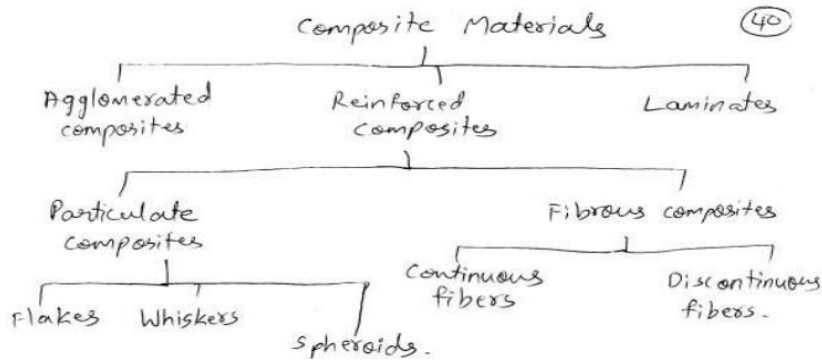 Composite Materials
40
Agglomerated
composites
Reinforced
composites
Laminates
Particulate
composites
Fibrous composites
Flakes
Whiskers
Spheroids.
Continuous
fibers
Discontinuous
fibers.